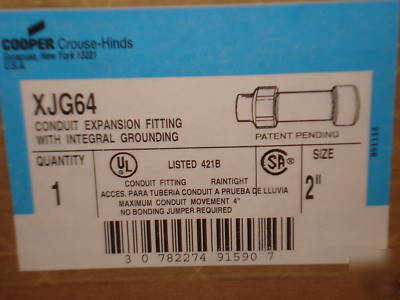 COOPER Crouse-Hinds
Syracuse, New York 13221
U.S.A.
XJG64
CONDUIT EXPANSION FITTING
WITH INTEGRAL GROUNDING
PATENT PENDING
QUANTITY
1
UL
LISTED 421B
SA
SIZE
2"
CONDUIT FITTING RAINTIGHT
ACCES. PARA TUBERIA CONDUIT A PRUEBA DE LLUVIA
MAXIMUM CONDUIT MOVEMENT 4"
NO BONDING JUMPER REQUIRED
3 0 782274 91590 7